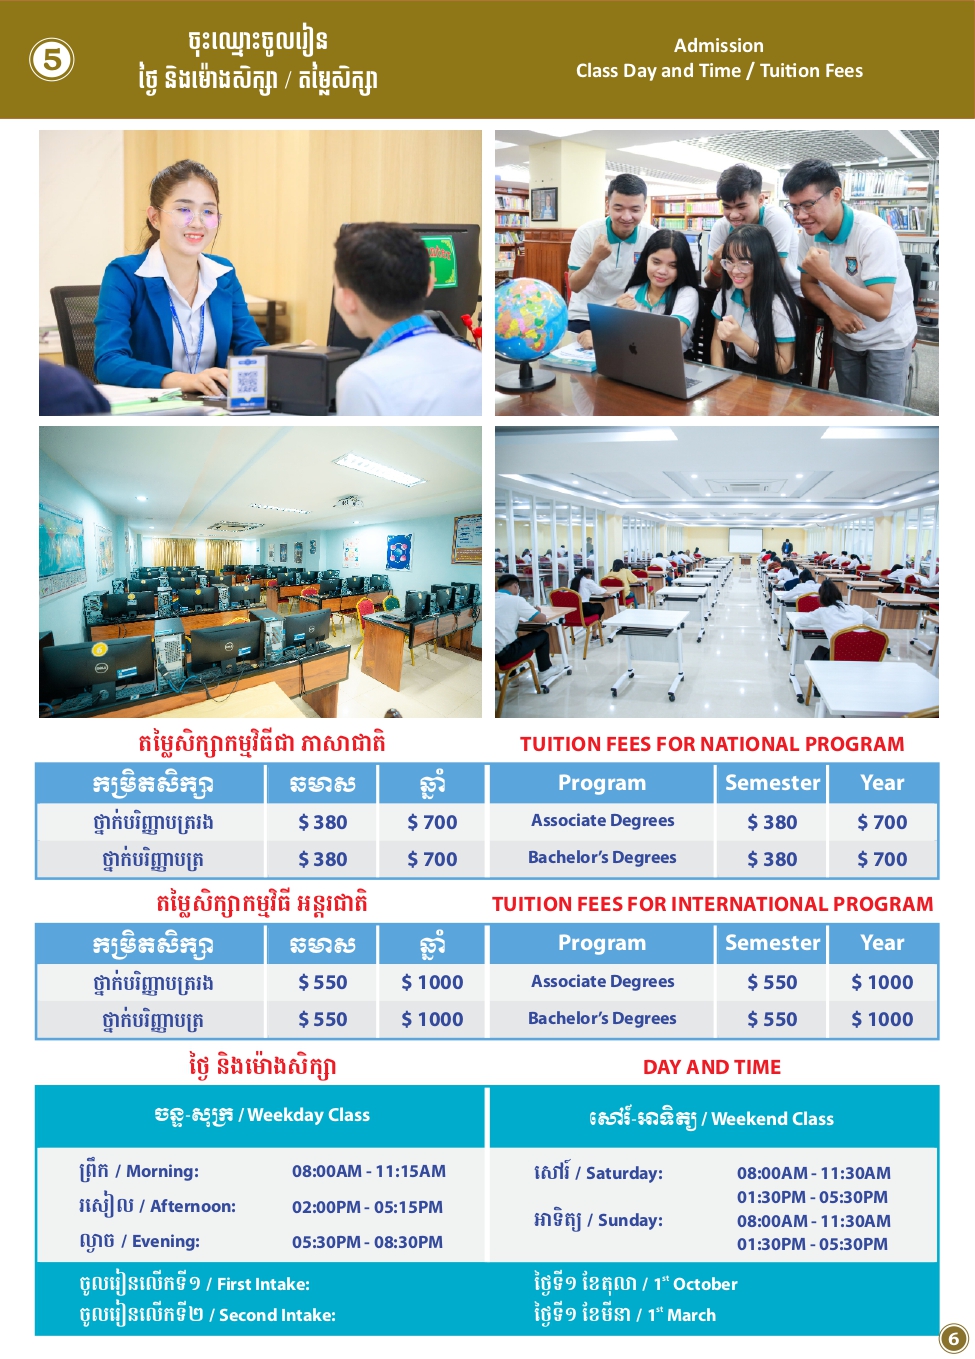 5
ចុះឈ្មោះចូលរៀន
ថ្ងៃ និងម៉ោងសិក្សា / តម្លៃសិក្សា
Admission
Class Day and Time / Tuition Fees
តម្លៃសិក្សាកម្មវិធីជា ភាសាជាតិ
TUITION FEES FOR NATIONAL PROGRAM
កម្រិតសិក្សា ឆមាស ឆ្នាំ Program Semester Year
ថ្នាក់បរិញ្ញាបត្ររង $ 380 $ 700 Associate Degrees $ 380 $ 700
ថ្នាក់បរិញ្ញាបត្រ $ 380 $ 700 Bachelor’s Degrees $ 380 $ 700
តម្លៃសិក្សាកម្មវិធី អន្តរជាតិ
TUITION FEES FOR INTERNATIONAL PROGRAM
កម្រិតសិក្សា ឆមាស ឆ្នាំ Program Semester Year
ថ្នាក់បរិញ្ញាបត្ររង $ 550 $ 1000 Associate Degrees $ 550 $ 1000
ថ្នាក់បរិញ្ញាបត្រ $ 550 $ 1000 Bachelor’s Degrees $ 550 $ 1000
ថ្ងៃ និងម៉ោងសិក្សា
DAY AND TIME
ចន្ទ-សុក្រ / Weekday Class
ព្រឹក / Morning: 08:00AM - 11:15AM
រសៀល / Afternoon: 02:00PM - 05:15PM
ល្ងាច / Evening: 05:30PM - 08:30PM
សៅរ៍-អាទិត្យ / Weekend Class
សៅរ៍ / Saturday: 08:00AM - 11:30AM
01:30PM - 05:30PM
អាទិត្យ / Sunday: 08:00AM - 11:30AM
01:30PM - 05:30PM
ចូលរៀនលើកទី១ / First Intake: ថ្ងៃទី១ ខែតុលា / 1st October
ចូលរៀនលើកទី២ / Second Intake: ថ្ងៃទី១ ខែមីនា / 1st March
6